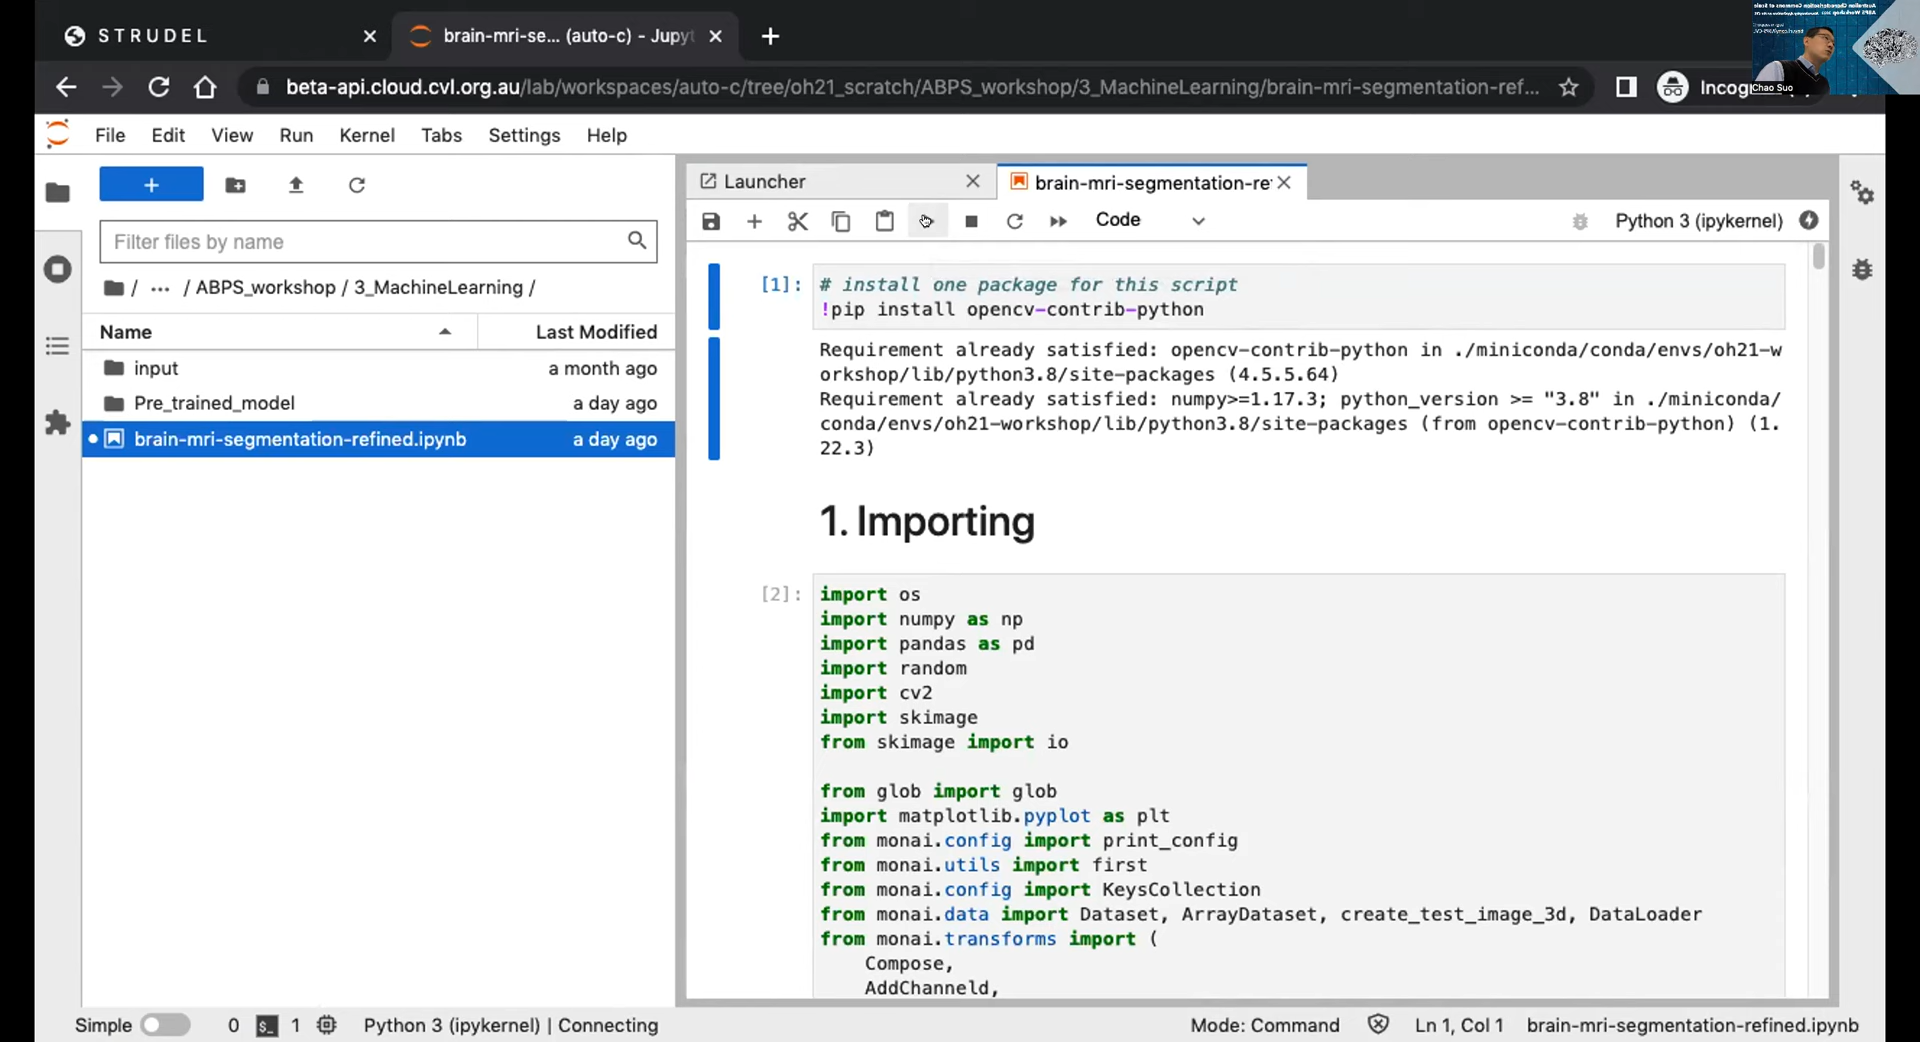 STRUDEL
brain-mri-se... (auto-c) - Jupyt
beta-api.cloud.cvl.org.au/lab/workspaces/auto-c/tree/oh21_scratch/ABPS_workshop/3_MachineLearning/brain-mri-segmentation-ref...
Incog
Chao Suo
File Edit View Run Kernel Tabs Settings Help
Launcher
brain-mri-segmentation-re
Code
Python 3 (ipykernel)
Filter files by name
/ ... / ABPS_workshop / 3_MachineLearning /
Name Last Modified
input a month ago
Pre_trained_model a day ago
brain-mri-segmentation-refined.ipynb a day ago
[1]: # install one package for this script
!pip install opencv-contrib-python
Requirement already satisfied: opencv-contrib-python in ./miniconda/conda/envs/oh21-w
orkshop/lib/python3.8/site-packages (4.5.5.64)
Requirement already satisfied: numpy>=1.17.3; python_version >= "3.8" in ./miniconda/
conda/envs/oh21-workshop/lib/python3.8/site-packages (from opencv-contrib-python) (1.
22.3)
1. Importing
[2]: import os
import numpy as np
import pandas as pd
import random
import cv2
import skimage
from skimage import io
from glob import glob
import matplotlib.pyplot as plt
from monai.config import print_config
from monai.utils import first
from monai.config import KeysCollection
from monai.data import Dataset, ArrayDataset, create_test_image_3d, DataLoader
from monai.transforms import (
Compose,
AddChanneld,
Simple 0 $_ 1 Python 3 (ipykernel) | Connecting
Mode: Command Ln 1, Col 1 brain-mri-segmentation-refined.ipynb